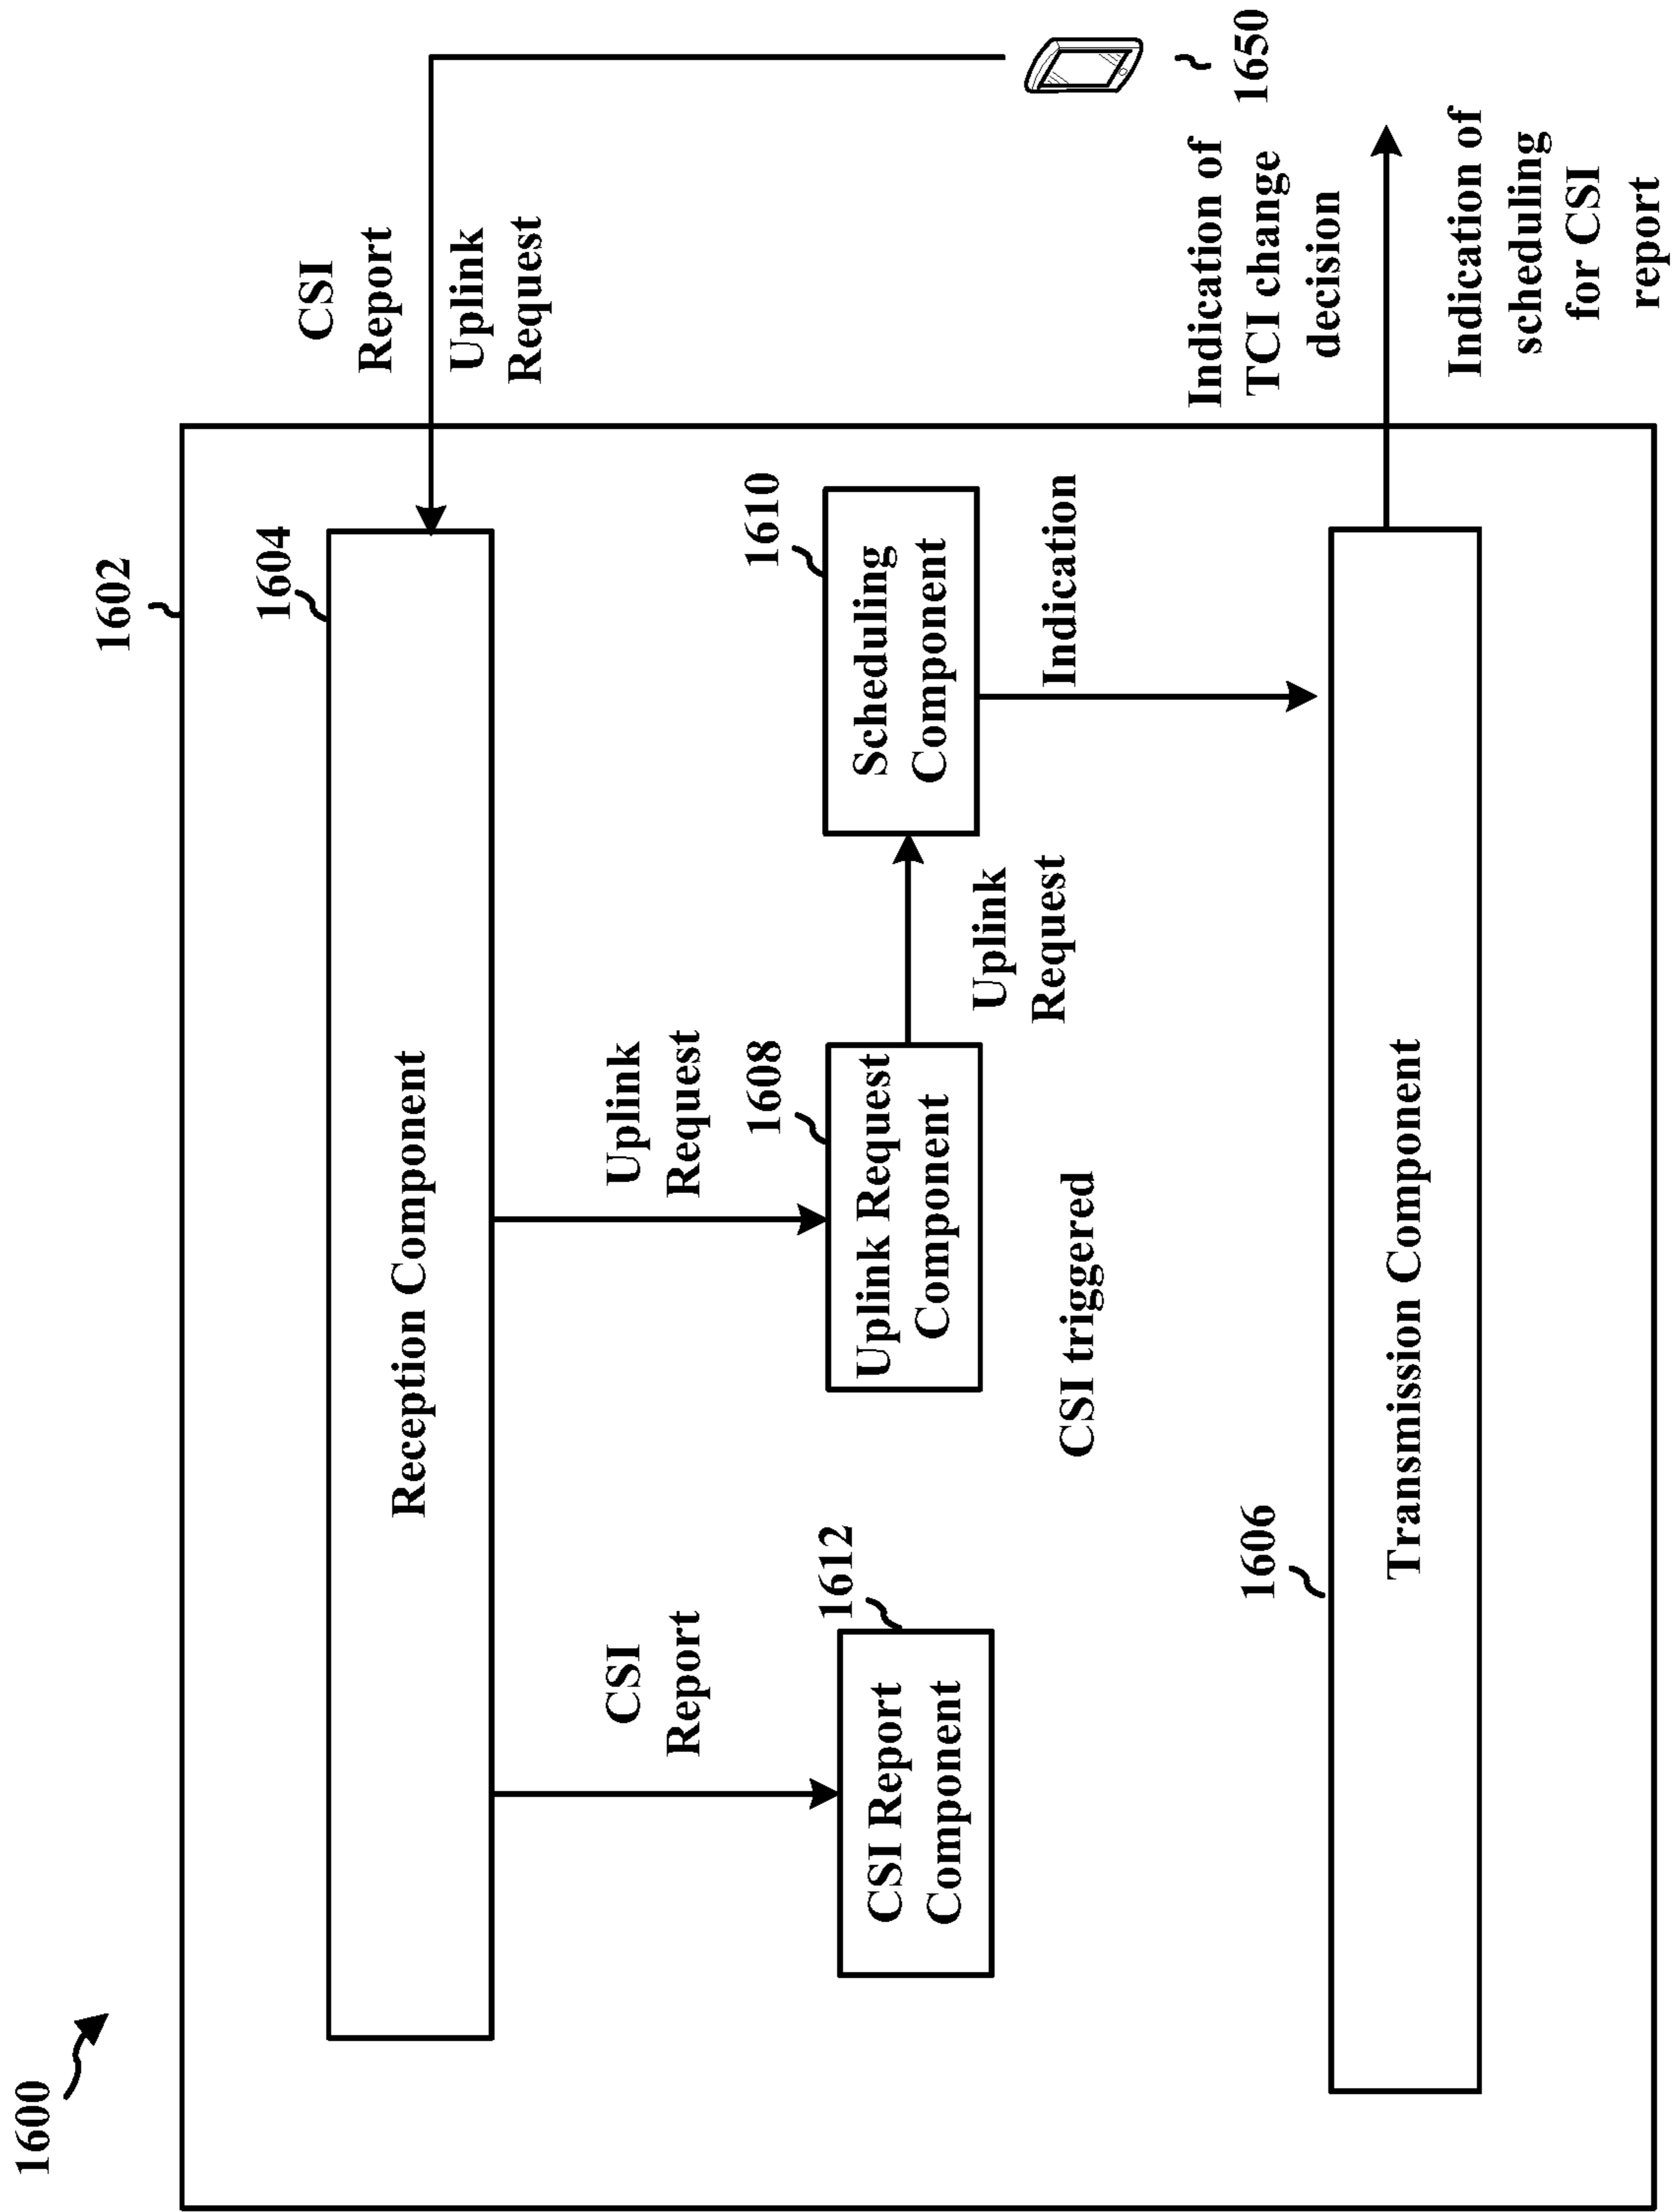 1600
1602
1604
Reception Component
CSI
Report
Uplink
Request
CSI
Report
Uplink
Request
1612
CSI Report
Component
1608
Uplink Request
Component
Uplink
Request
1610
Scheduling
Component
CSI triggered
Indication
1606
Transmission Component
1650
Indication of
TCI change
decision
Indication of
scheduling
for CSI
report